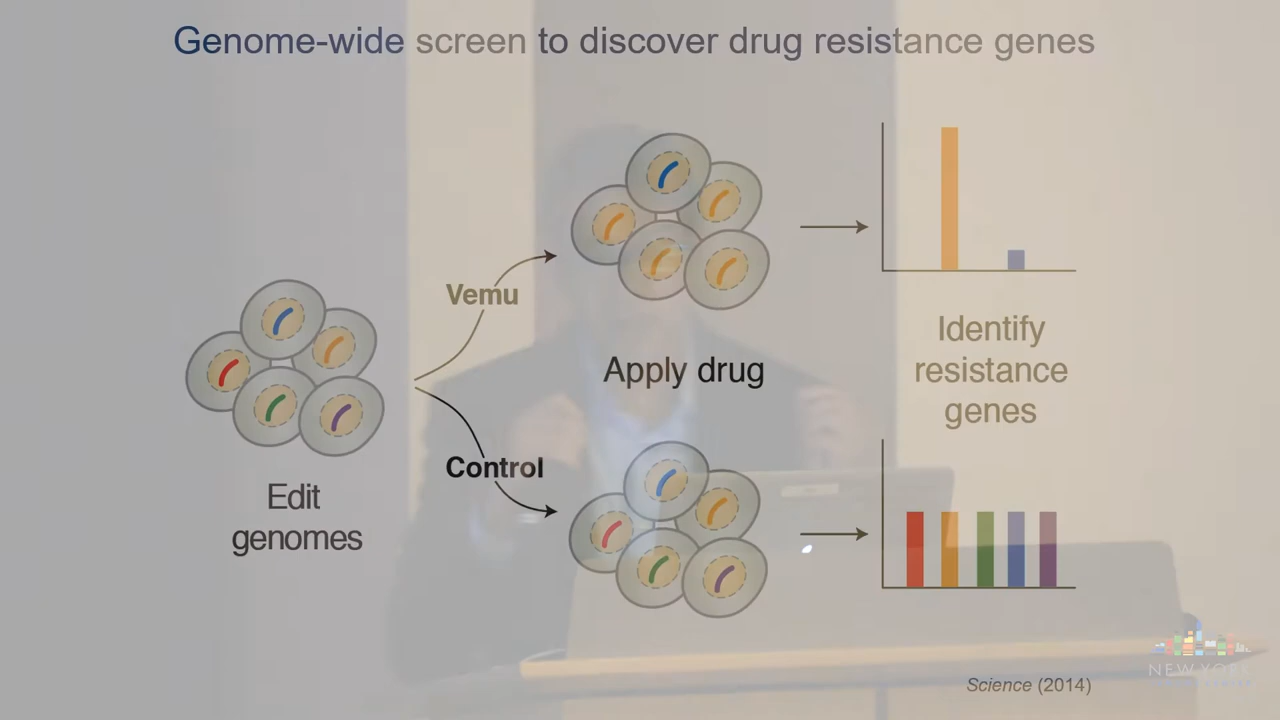 Genome-wide screen to discover drug resistance genes
Vemu
Apply drug
Identify
resistance
genes
Control
Edit
genomes
Science (2014)
NEW YORK